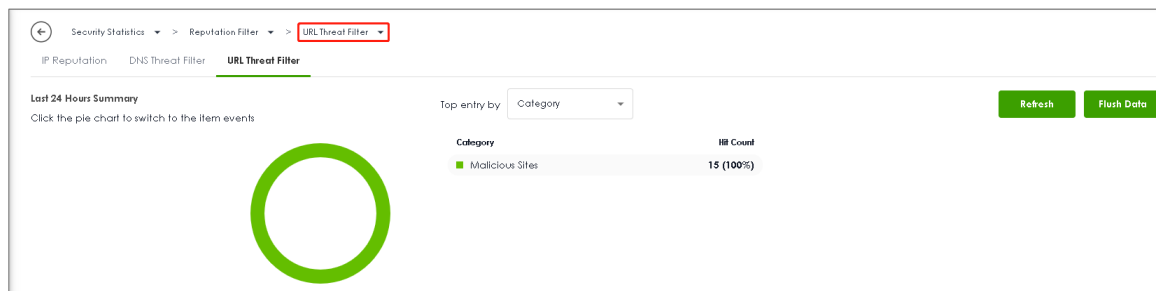 Security Statistics > Reputation Filter > URL Threat Filter
IP Reputation DNS Threat Filter URL Threat Filter
Last 24 Hours Summary
Click the pie chart to switch to the item events
Top entry by Category
Refresh Flush Data
Category Hit Count
Malicious Sites 15 (100%)